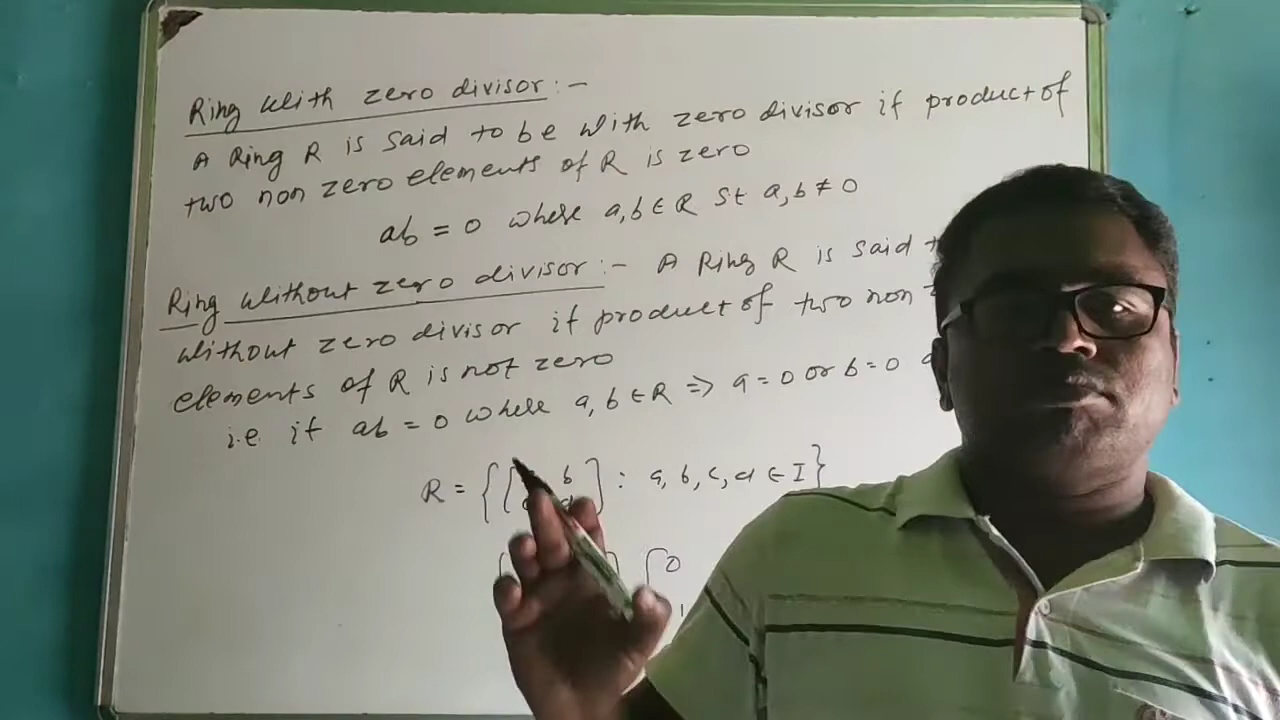 Ring with zero divisor :-
A Ring R is said to be with zero divisor if product of
two non zero elements of R is zero
ab = 0 where a,b ∈ R st a,b ≠ 0
Ring without zero divisor :- A Ring R is said
without zero divisor if product of two non
elements of R is not zero
i.e. if ab = 0 where a, b ∈ R => a = 0 or b = 0
R = { [ b ] : a, b, c, d ∈ I }
[ ] [ 0